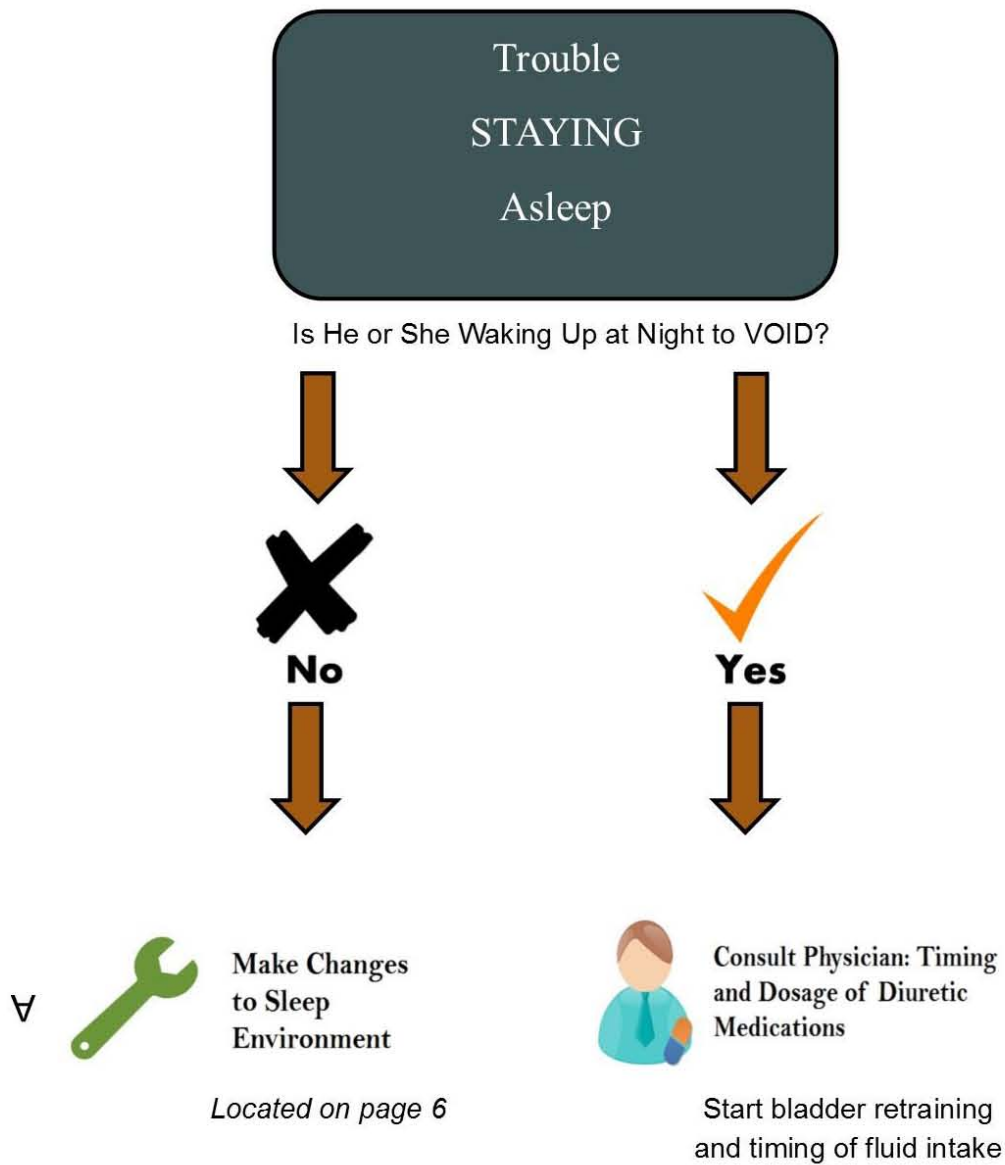 Trouble
STAYING
Asleep
Is He or She Waking Up at Night to VOID?
No
Yes
∀
Make Changes
to Sleep
Environment
Located on page 6
Consult Physician: Timing
and Dosage of Diuretic
Medications
Start bladder retraining
and timing of fluid intake